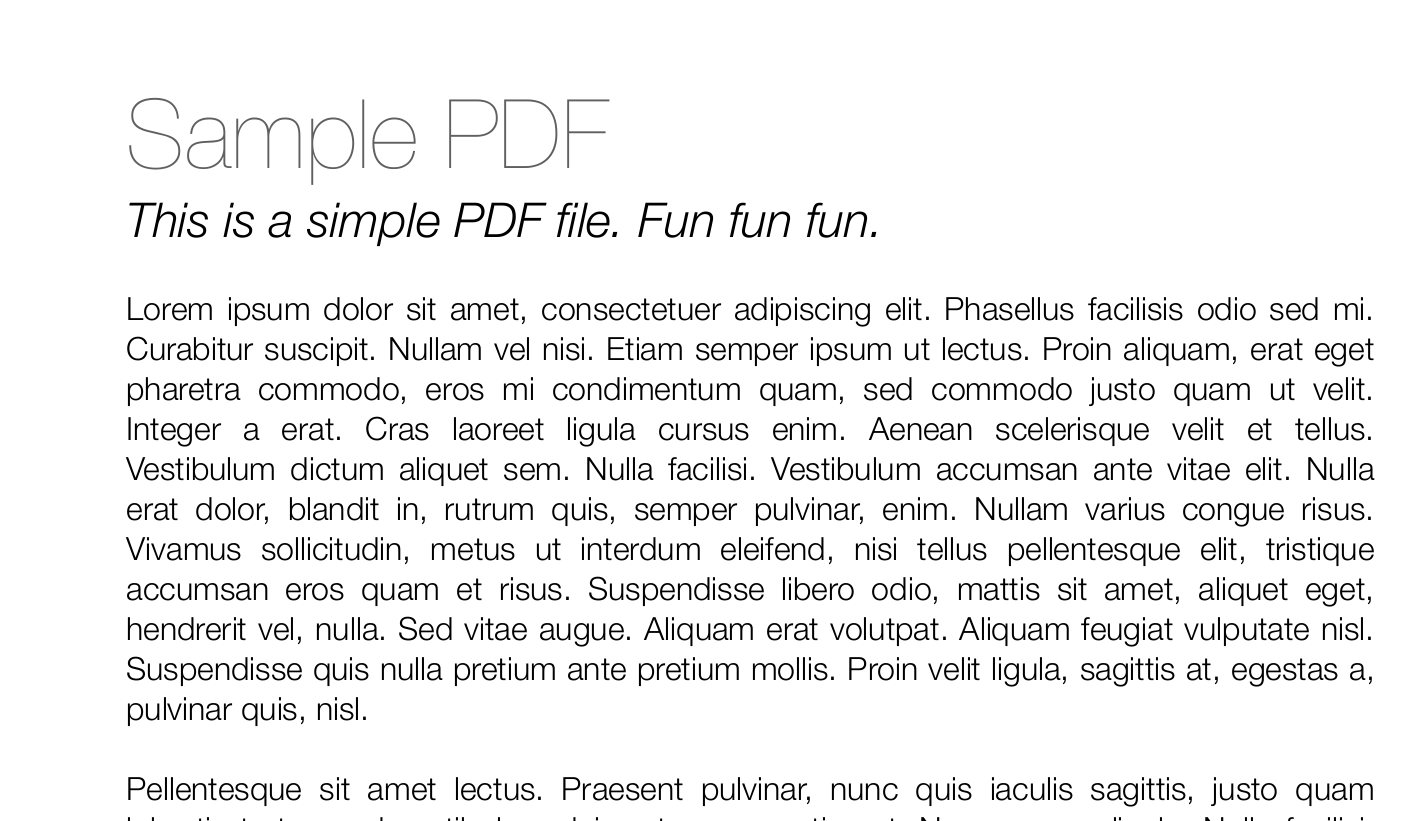 Sample PDF
This is a simple PDF file. Fun fun fun.
Lorem ipsum dolor sit amet, consectetuer adipiscing elit. Phasellus facilisis odio sed mi.
Curabitur suscipit. Nullam vel nisi. Etiam semper ipsum ut lectus. Proin aliquam, erat eget
pharetra commodo, eros mi condimentum quam, sed commodo justo quam ut velit.
Integer a erat. Cras laoreet ligula cursus enim. Aenean scelerisque velit et tellus.
Vestibulum dictum aliquet sem. Nulla facilisi. Vestibulum accumsan ante vitae elit. Nulla
erat dolor, blandit in, rutrum quis, semper pulvinar, enim. Nullam varius congue risus.
Vivamus sollicitudin, metus ut interdum eleifend, nisi tellus pellentesque elit, tristique
accumsan eros quam et risus. Suspendisse libero odio, mattis sit amet, aliquet eget,
hendrerit vel, nulla. Sed vitae augue. Aliquam erat volutpat. Aliquam feugiat vulputate nisl.
Suspendisse quis nulla pretium ante pretium mollis. Proin velit ligula, sagittis at, egestas a,
pulvinar quis, nisl.
Pellentesque sit amet lectus. Praesent pulvinar, nunc quis iaculis sagittis, justo quam